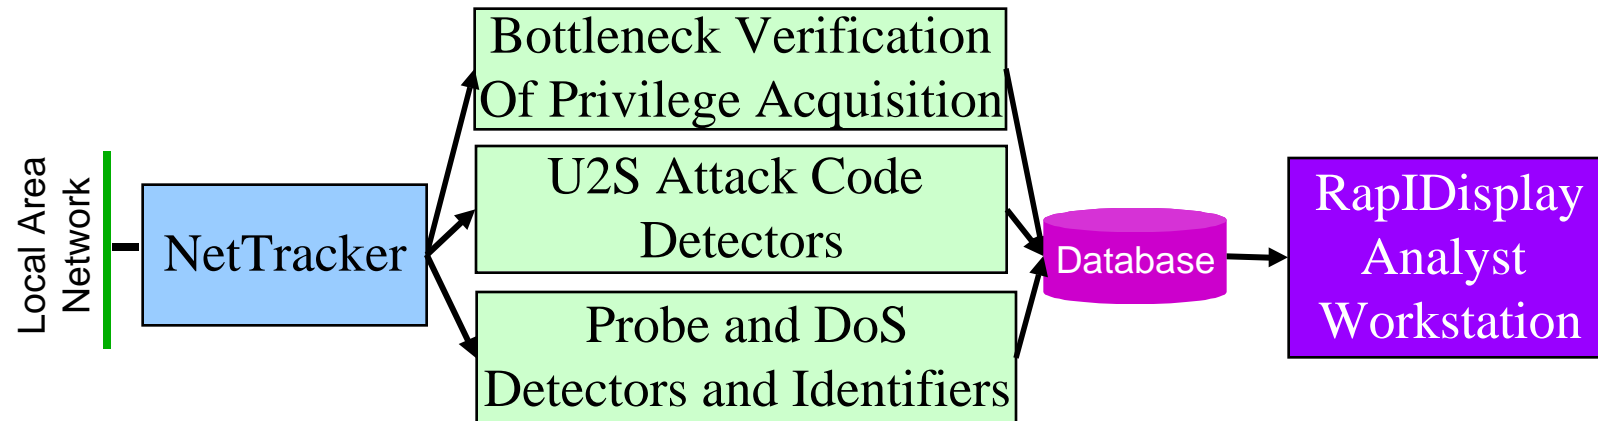 Local Area
Network
NetTracker
Bottleneck Verification
Of Privilege Acquisition
U2S Attack Code
Detectors
Probe and DoS
Detectors and Identifiers
Database
RapIDisplay
Analyst
Workstation